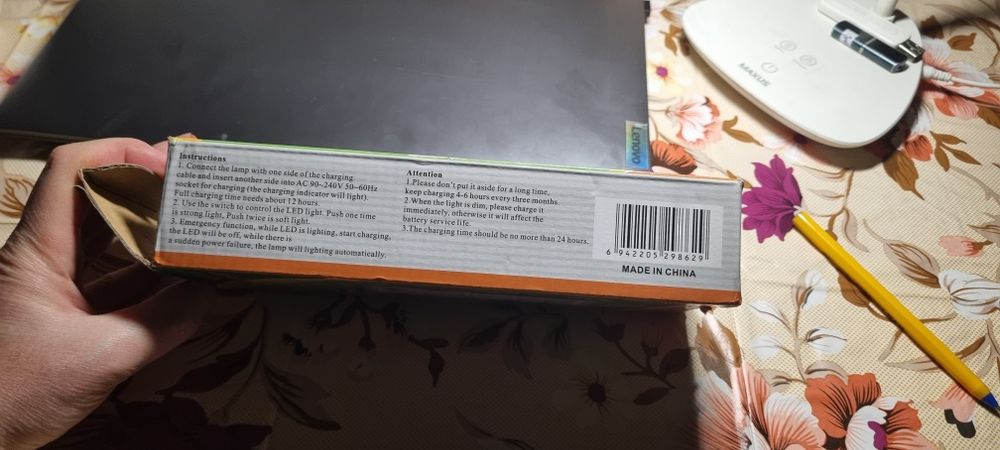 Instructions
1. Connect the lamp with one side of the charging
cable and insert another side into AC 90~240V 50~60Hz
socket for charging (the charging indicator will light).
Full charging time needs about 12 hours.
2. Use the switch to control the LED light. Push one time
is strong light, Push twice is soft light.
3. Emergency function, while LED is lighting, start charging,
the LED will be off, while there is
a sudden power failure, the lamp will lighting automatically.
Attention
1.Please don't put it aside for a long time,
keep charging 4-6 hours every three months.
2.When the light is dim, please charge it
immediately, otherwise it will affect the
battery service life.
3.The charging time should be no more than 24 hours.
6 942205 298629
MADE IN CHINA
Lenovo
MAXUS